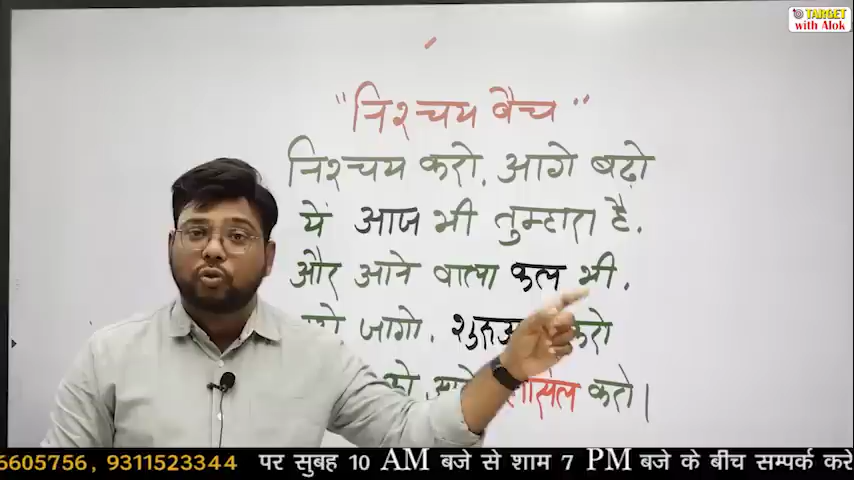 TARGET
with Alok
"निश्चय बैच"
निश्चय करो. आगे बढ़ो
ये आज भी तुम्हारा है.
और आने वाला कल भी.
जागो. करो
को करो।
6605756, 9311523344 पर सुबह 10 AM बजे से शाम 7 PM बजे के बीच सम्पर्क करे